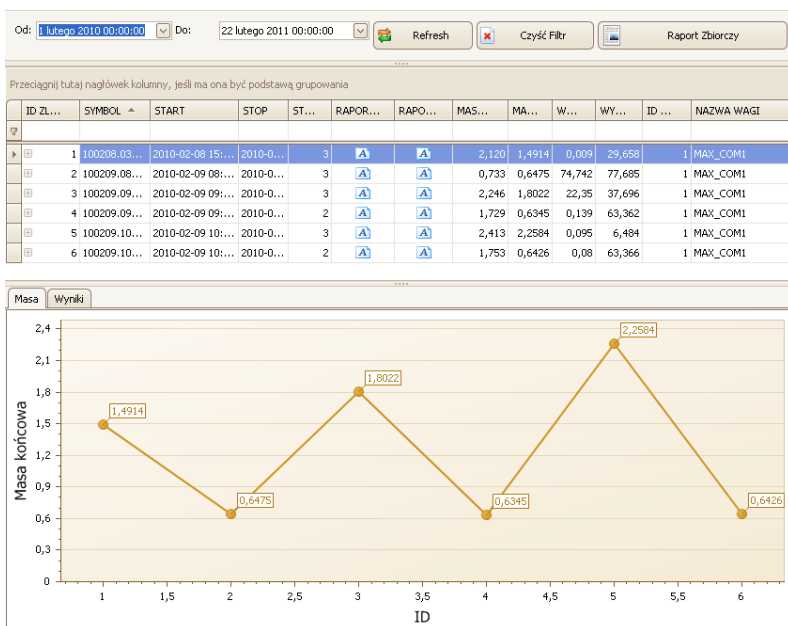 Od: 1 lutego 2010 00:00:00 Do: 22 lutego 2011 00:00:00 Refresh Czyść Filtr Raport Zbiorczy
Przeciągnij tutaj nagłówek kolumny, jeśli ma ona być podstawą grupowania
ID ZL... SYMBOL START STOP ST... RAPOR... RAPO... MAS... MA... W... WY... ID ... NAZWA WAGI
1 100208.03... 2010-02-08 15:... 2010-0... 3 A A 2,120 1,4914 0,009 29,658 1 MAX_COM1
2 100209.08... 2010-02-09 08:... 2010-0... 3 A A 0,733 0,6475 74,742 77,685 1 MAX_COM1
3 100209.09... 2010-02-09 09:... 2010-0... 3 A A 2,246 1,8022 22,35 37,696 1 MAX_COM1
4 100209.09... 2010-02-09 09:... 2010-0... 2 A A 1,729 0,6345 0,139 63,362 1 MAX_COM1
5 100209.10... 2010-02-09 10:... 2010-0... 3 A A 2,413 2,2584 0,095 6,484 1 MAX_COM1
6 100209.10... 2010-02-09 10:... 2010-0... 2 A A 1,753 0,6426 0,08 63,366 1 MAX_COM1
Masa Wyniki
Masa końcowa
2,4
2,1
1,8
1,5
1,2
0,9
0,6
0,3
0
1,4914
0,6475
1,8022
0,6345
2,2584
0,6426
1 1,5 2 2,5 3 3,5 4 4,5 5 5,5 6
ID